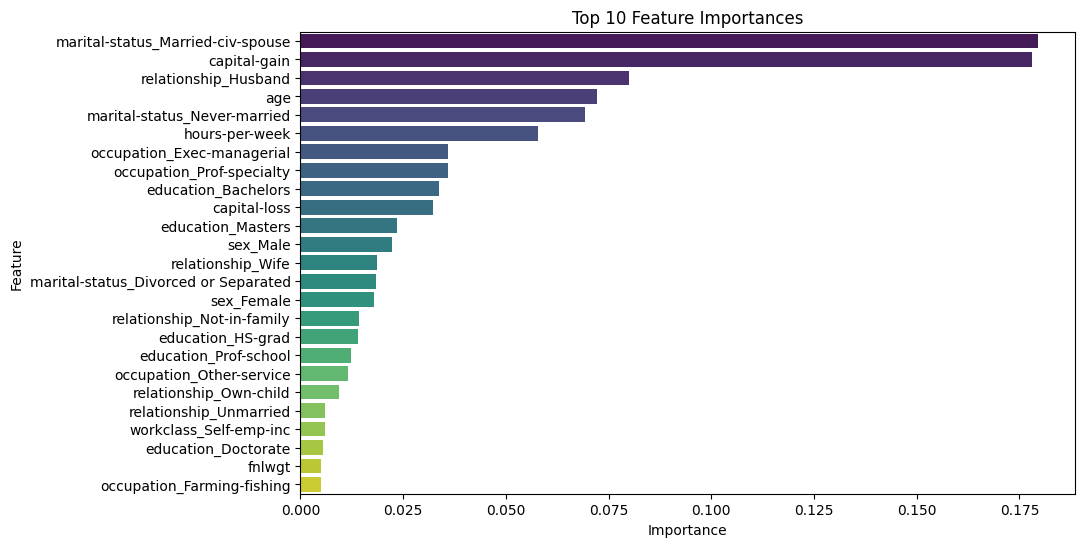 Top 10 Feature Importances
Feature
marital-status_Married-civ-spouse
capital-gain
relationship_Husband
age
marital-status_Never-married
hours-per-week
occupation_Exec-managerial
occupation_Prof-specialty
education_Bachelors
capital-loss
education_Masters
sex_Male
relationship_Wife
marital-status_Divorced or Separated
sex_Female
relationship_Not-in-family
education_HS-grad
education_Prof-school
occupation_Other-service
relationship_Own-child
relationship_Unmarried
workclass_Self-emp-inc
education_Doctorate
fnlwgt
occupation_Farming-fishing
0.000 0.025 0.050 0.075 0.100 0.125 0.150 0.175
Importance